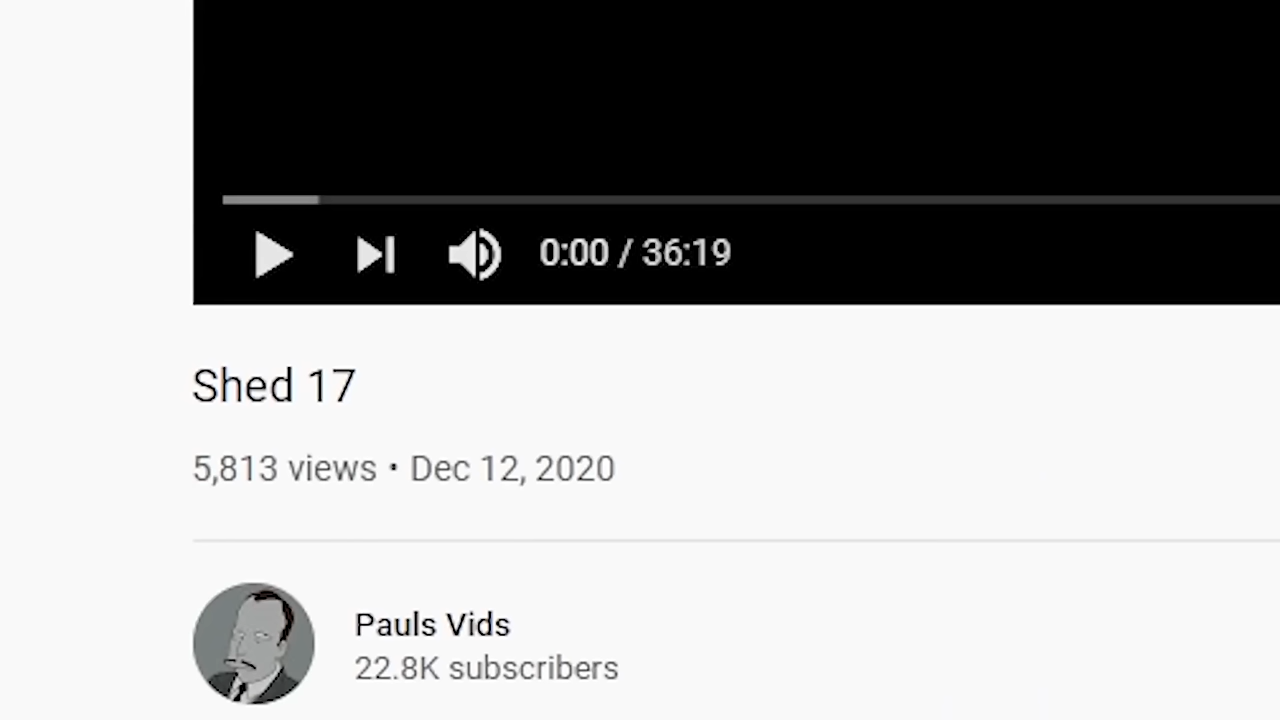 0:00 / 36:19
Shed 17
5,813 views • Dec 12, 2020
Pauls Vids
22.8K subscribers